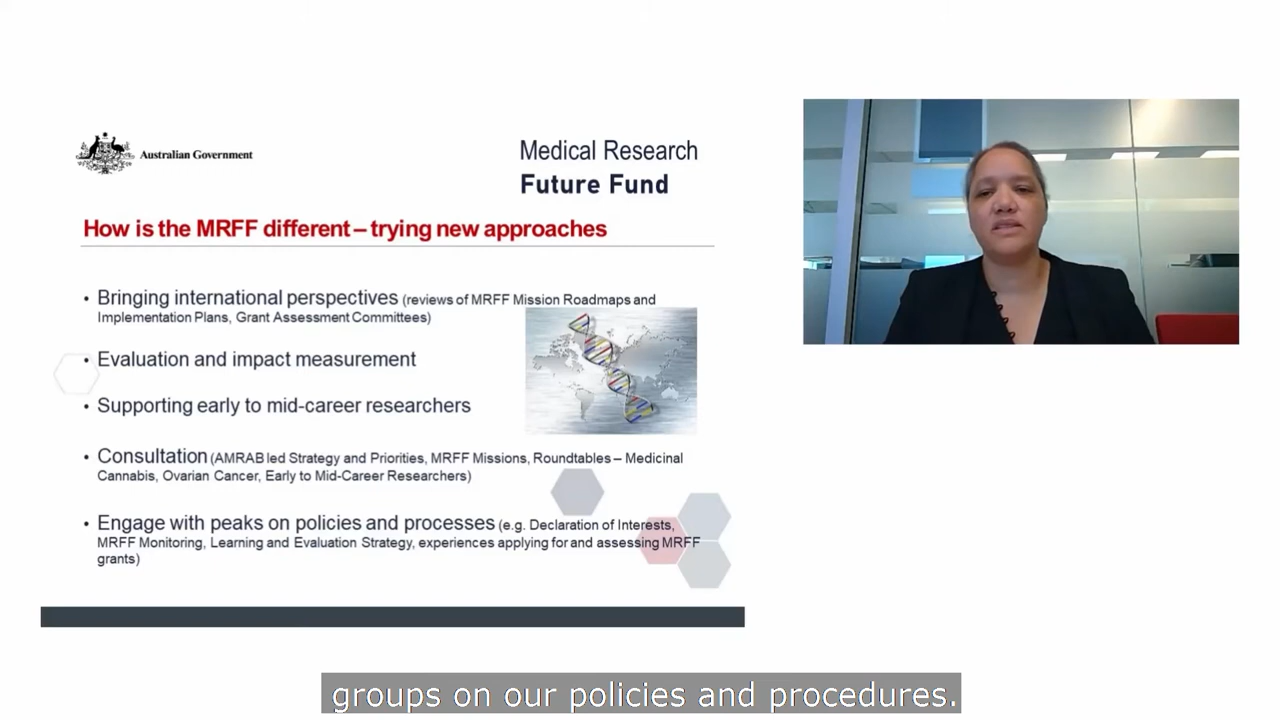 Australian Government
Medical Research
Future Fund
How is the MRFF different – trying new approaches
• Bringing international perspectives (reviews of MRFF Mission Roadmaps and
Implementation Plans, Grant Assessment Committees)
• Evaluation and impact measurement
• Supporting early to mid-career researchers
• Consultation (AMRAB led Strategy and Priorities, MRFF Missions, Roundtables – Medicinal
Cannabis, Ovarian Cancer, Early to Mid-Career Researchers)
• Engage with peaks on policies and processes (e.g. Declaration of Interests,
MRFF Monitoring, Learning and Evaluation Strategy, experiences applying for and assessing MRFF
grants)
groups on our policies and procedures.